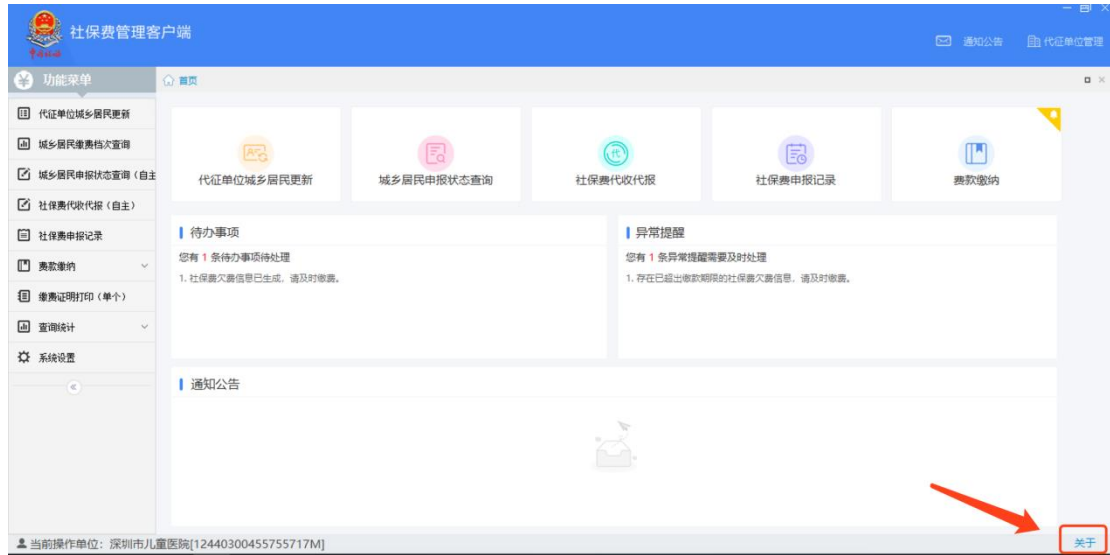 社保费管理客户端
通知公告
代征单位管理
功能菜单
首页
代征单位城乡居民更新
城乡居民缴费档次查询
城乡居民申报状态查询（自主
社保费代收代报（自主）
社保费申报记录
费款缴纳
缴费证明打印（单个）
查询统计
系统设置
代征单位城乡居民更新
城乡居民申报状态查询
社保费代收代报
社保费申报记录
费款缴纳
待办事项
您有 1 条待办事项待处理
1. 社保费欠费信息已生成，请及时缴费。
异常提醒
您有 1 条异常提醒需要及时处理
1. 存在已超出缴款期限的社保费欠费信息，请及时缴费。
通知公告
当前操作单位：深圳市儿童医院[12440300455755717M]
关于